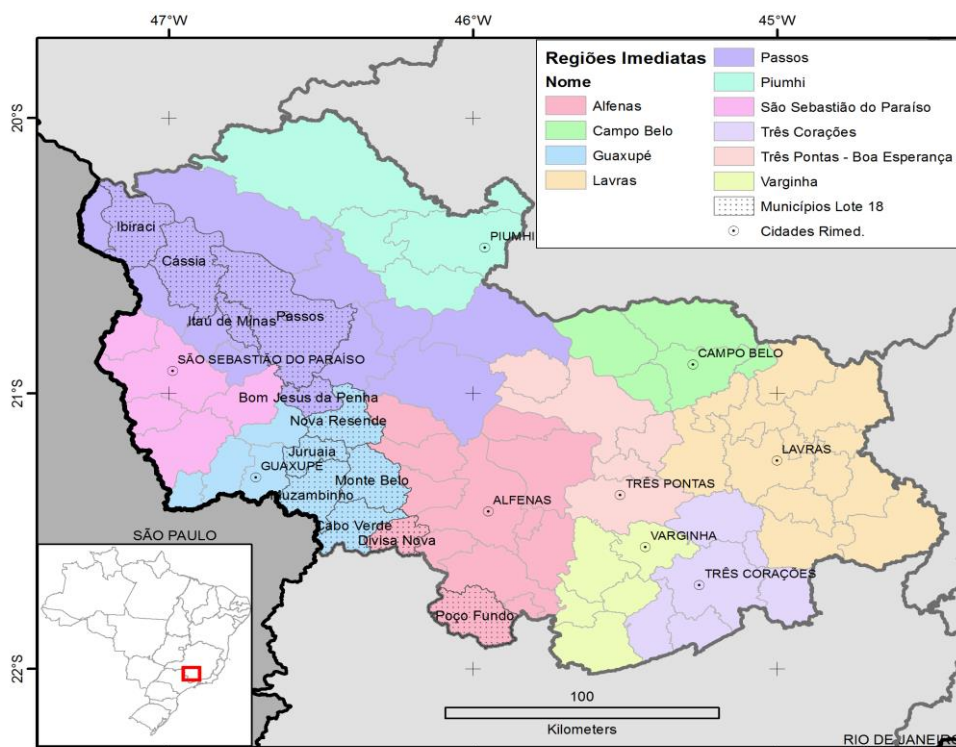 47°W
46°W
45°W
20°S
21°S
22°S
Regiões Imediatas
Nome
Alfenas
Campo Belo
Guaxupé
Lavras
Passos
Piumhi
São Sebastião do Paraíso
Três Corações
Três Pontas - Boa Esperança
Varginha
Municípios Lote 18
Cidades Rimed.
Ibiraci
PIUMHI
Cássia
Itaú de Minas
Passos
SÃO SEBASTIÃO DO PARAÍSO
CAMPO BELO
Bom Jesus da Penha
Nova Resende
Juruaia
GUAXUPÉ
Monte Belo
Muzambinho
LAVRAS
TRÊS PONTAS
ALFENAS
Cabo Verde
Divisa Nova
SÃO PAULO
VARGINHA
TRÊS CORAÇÕES
Poço Fundo
100
Kilometers
RIO DE JANEIRO